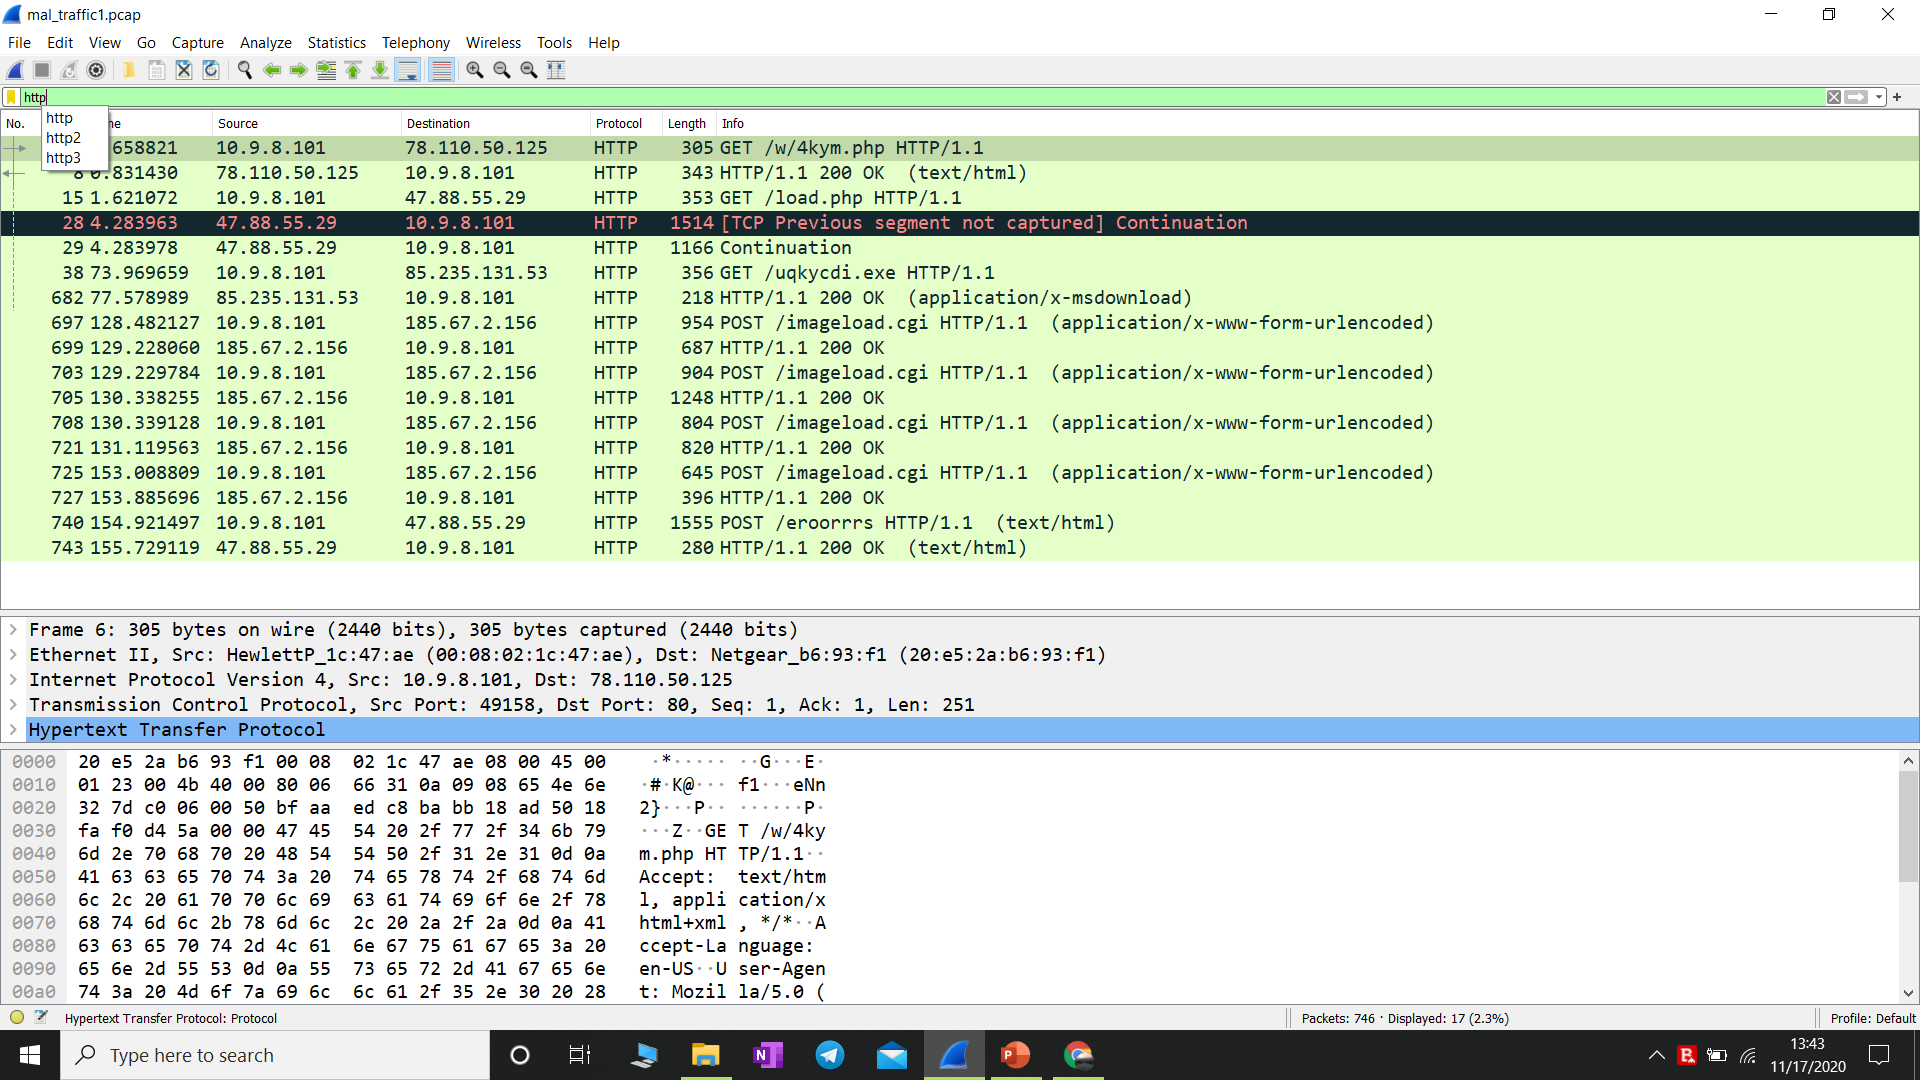 mal_traffic1.pcap
File Edit View Go Capture Analyze Statistics Telephony Wireless Tools Help
http
http
http2
http3
No. me Source Destination Protocol Length Info
.658821 10.9.8.101 78.110.50.125 HTTP 305 GET /w/4kym.php HTTP/1.1
8 0.831430 78.110.50.125 10.9.8.101 HTTP 343 HTTP/1.1 200 OK (text/html)
15 1.621072 10.9.8.101 47.88.55.29 HTTP 353 GET /load.php HTTP/1.1
28 4.283963 47.88.55.29 10.9.8.101 HTTP 1514 [TCP Previous segment not captured] Continuation
29 4.283978 47.88.55.29 10.9.8.101 HTTP 1166 Continuation
38 73.969659 10.9.8.101 85.235.131.53 HTTP 356 GET /uqkycdi.exe HTTP/1.1
682 77.578989 85.235.131.53 10.9.8.101 HTTP 218 HTTP/1.1 200 OK (application/x-msdownload)
697 128.482127 10.9.8.101 185.67.2.156 HTTP 954 POST /imageload.cgi HTTP/1.1 (application/x-www-form-urlencoded)
699 129.228060 185.67.2.156 10.9.8.101 HTTP 687 HTTP/1.1 200 OK
703 129.229784 10.9.8.101 185.67.2.156 HTTP 904 POST /imageload.cgi HTTP/1.1 (application/x-www-form-urlencoded)
705 130.338255 185.67.2.156 10.9.8.101 HTTP 1248 HTTP/1.1 200 OK
708 130.339128 10.9.8.101 185.67.2.156 HTTP 804 POST /imageload.cgi HTTP/1.1 (application/x-www-form-urlencoded)
721 131.119563 185.67.2.156 10.9.8.101 HTTP 820 HTTP/1.1 200 OK
725 153.008809 10.9.8.101 185.67.2.156 HTTP 645 POST /imageload.cgi HTTP/1.1 (application/x-www-form-urlencoded)
727 153.885696 185.67.2.156 10.9.8.101 HTTP 396 HTTP/1.1 200 OK
740 154.921497 10.9.8.101 47.88.55.29 HTTP 1555 POST /eroorrrs HTTP/1.1 (text/html)
743 155.729119 47.88.55.29 10.9.8.101 HTTP 280 HTTP/1.1 200 OK (text/html)
Frame 6: 305 bytes on wire (2440 bits), 305 bytes captured (2440 bits)
Ethernet II, Src: HewlettP_1c:47:ae (00:08:02:1c:47:ae), Dst: Netgear_b6:93:f1 (20:e5:2a:b6:93:f1)
Internet Protocol Version 4, Src: 10.9.8.101, Dst: 78.110.50.125
Transmission Control Protocol, Src Port: 49158, Dst Port: 80, Seq: 1, Ack: 1, Len: 251
Hypertext Transfer Protocol
0000 20 e5 2a b6 93 f1 00 08 02 1c 47 ae 08 00 45 00 ·*····· ··G···E·
0010 01 23 00 4b 40 00 80 06 66 31 0a 09 08 65 4e 6e ·#·K@··· f1···eNn
0020 32 7d c0 06 00 50 bf aa ed c8 ba bb 18 ad 50 18 2}···P·· ······P·
0030 fa f0 d4 5a 00 00 47 45 54 20 2f 77 2f 34 6b 79 ···Z··GE T /w/4ky
0040 6d 2e 70 68 70 20 48 54 54 50 2f 31 2e 31 0d 0a m.php HT TP/1.1··
0050 41 63 63 65 70 74 3a 20 74 65 78 74 2f 68 74 6d Accept: text/htm
0060 6c 2c 20 61 70 70 6c 69 63 61 74 69 6f 6e 2f 78 l, appli cation/x
0070 68 74 6d 6c 2b 78 6d 6c 2c 20 2a 2f 2a 0d 0a 41 html+xml , */*··A
0080 63 63 65 70 74 2d 4c 61 6e 67 75 61 67 65 3a 20 ccept-La nguage:
0090 65 6e 2d 55 53 0d 0a 55 73 65 72 2d 41 67 65 6e en-US··U ser-Agen
00a0 74 3a 20 4d 6f 7a 69 6c 6c 61 2f 35 2e 30 20 28 t: Mozil la/5.0 (
Hypertext Transfer Protocol: Protocol Packets: 746 · Displayed: 17 (2.3%) Profile: Default
Type here to search
13:43
11/17/2020